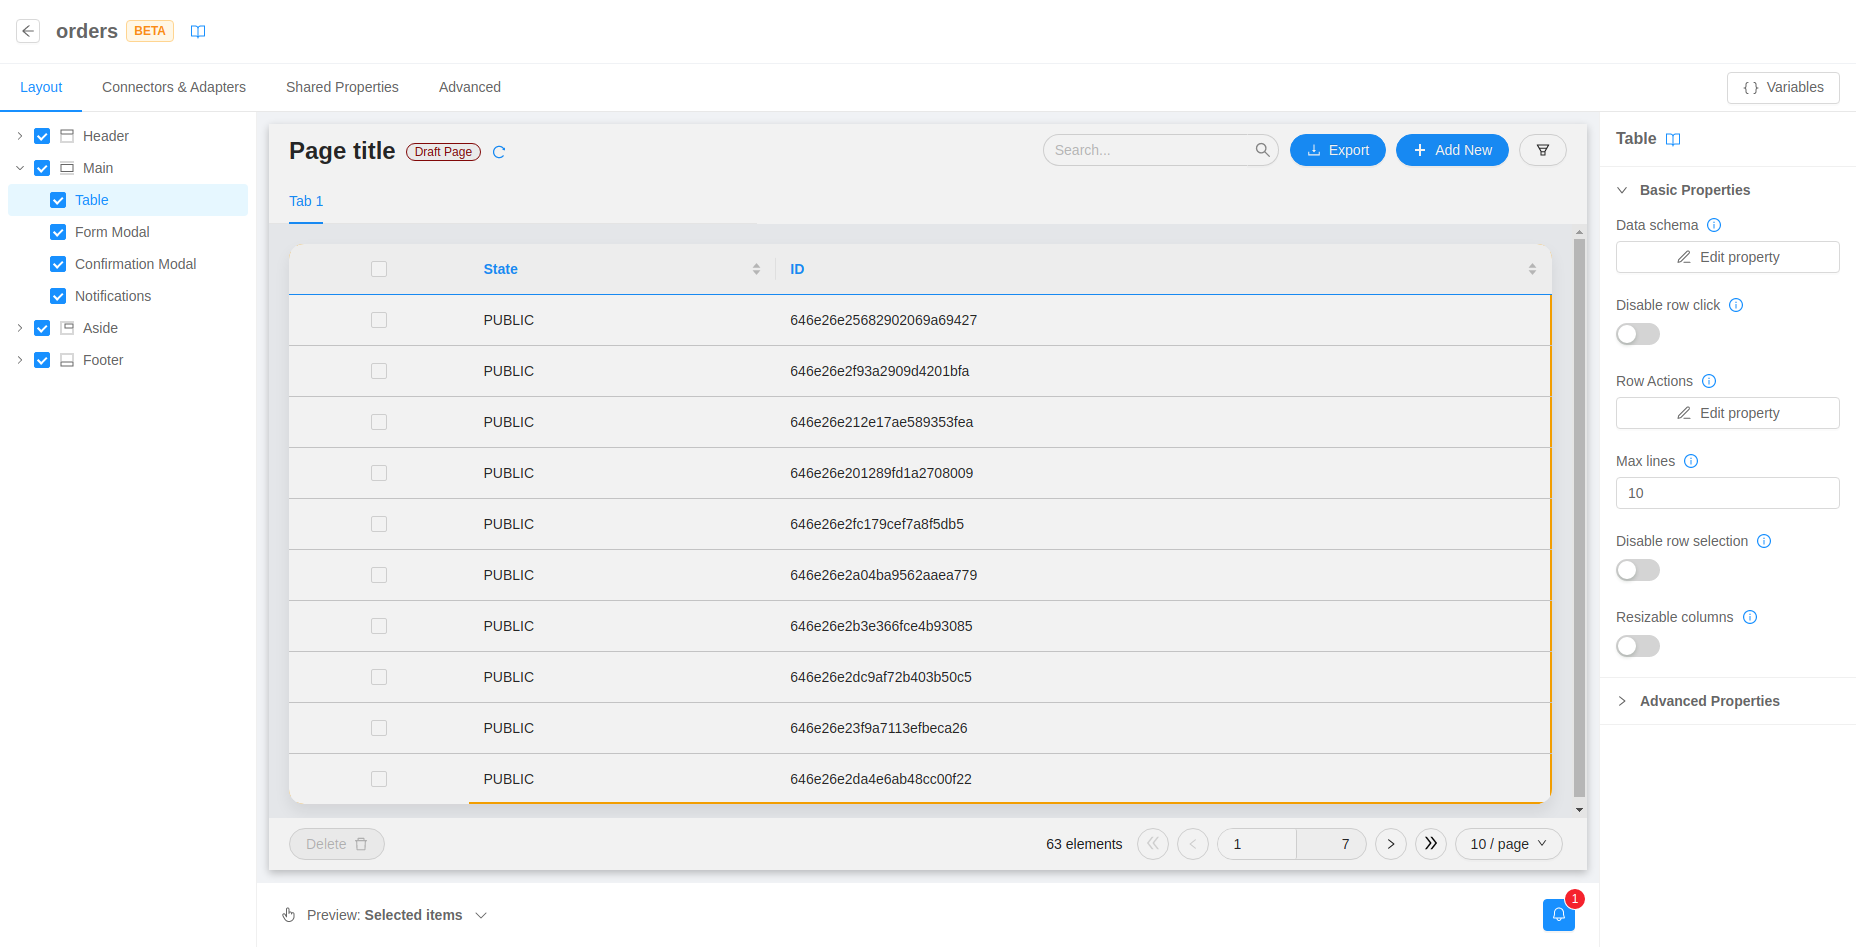 orders BETA
Layout Connectors & Adapters Shared Properties Advanced { } Variables
Header
Main
Table
Form Modal
Confirmation Modal
Notifications
Aside
Footer
Page title Draft Page Search... Export Add New
Tab 1
State ID
PUBLIC 646e26e25682902069a69427
PUBLIC 646e26e2f93a2909d4201bfa
PUBLIC 646e26e212e17ae589353fea
PUBLIC 646e26e201289fd1a2708009
PUBLIC 646e26e2fc179cef7a8f5db5
PUBLIC 646e26e2a04ba9562aaea779
PUBLIC 646e26e2b3e366fce4b93085
PUBLIC 646e26e2dc9af72b403b50c5
PUBLIC 646e26e23f9a7113efbeca26
PUBLIC 646e26e2da4e6ab48cc00f22
Delete 63 elements 1 7 10 / page
Preview: Selected items 1
Table
Basic Properties
Data schema
Edit property
Disable row click
Row Actions
Edit property
Max lines
10
Disable row selection
Resizable columns
Advanced Properties